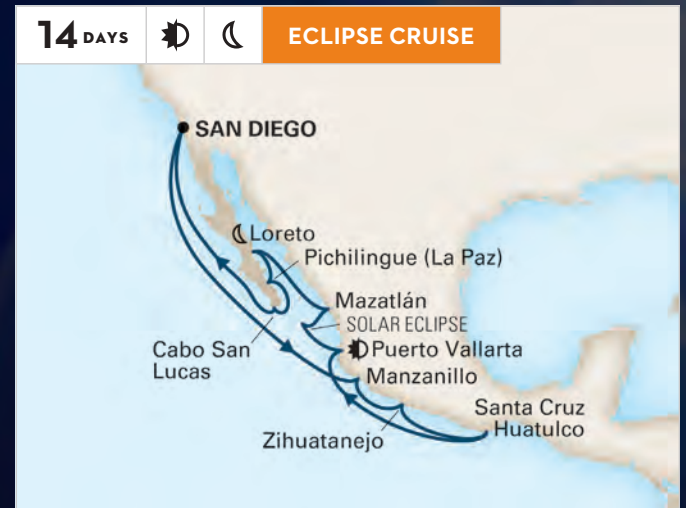 14 DAYS
ECLIPSE CRUISE
SAN DIEGO
Loreto
Pichilingue (La Paz)
Mazatlán
SOLAR ECLIPSE
Puerto Vallarta
Cabo San
Lucas
Manzanillo
Santa Cruz
Huatulco
Zihuatanejo